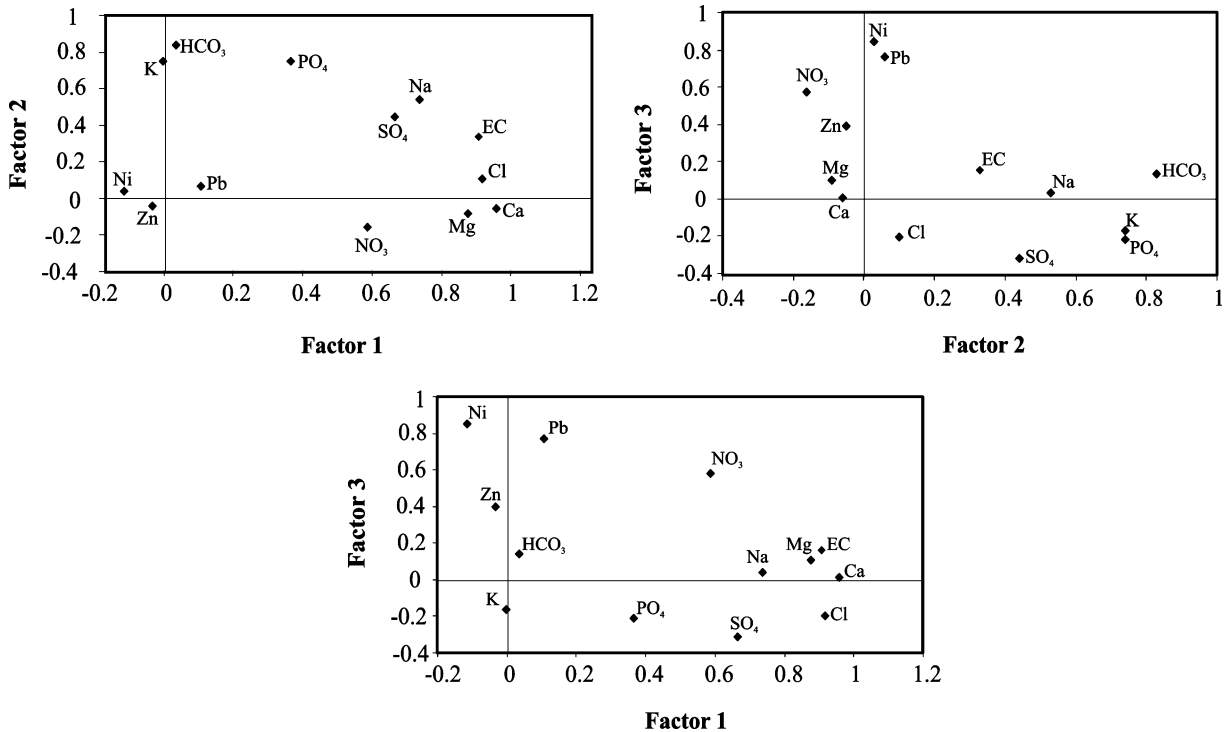 1
0.8
0.6
0.4
0.2
0
-0.2
-0.4
Factor 2
HCO₃
K
PO₄
Na
SO₄
EC
Cl
Ni
Pb
Zn
NO₃
Mg
Ca
-0.2 0 0.2 0.4 0.6 0.8 1 1.2
Factor 1
1
0.8
0.6
0.4
0.2
0
-0.2
-0.4
Factor 3
Ni
Pb
NO₃
Zn
Mg
EC
HCO₃
Na
Ca
Cl
K
PO₄
SO₄
-0.4 -0.2 0 0.2 0.4 0.6 0.8 1
Factor 2
1
0.8
0.6
0.4
0.2
0
-0.2
-0.4
Factor 3
Ni
Pb
NO₃
Zn
HCO₃
Na
Mg
EC
Ca
K
PO₄
SO₄
Cl
-0.2 0 0.2 0.4 0.6 0.8 1 1.2
Factor 1